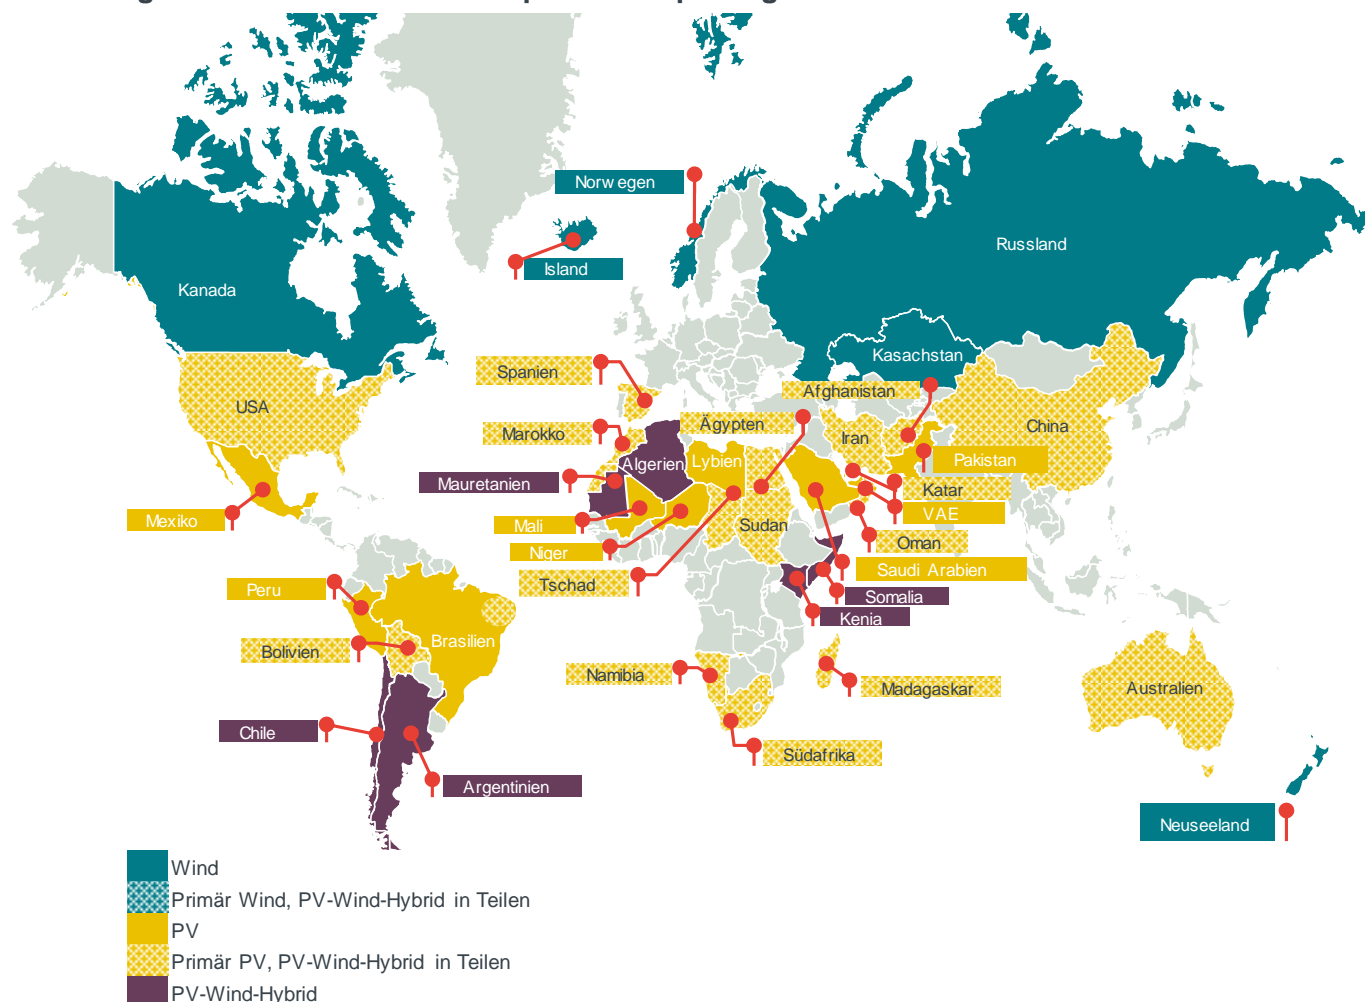 Norwegen
Russland
Island
Kanada
Kasachstan
Spanien
Afghanistan
USA
Ägypten
China
Marokko
Iran
Algerien
Lybien
Pakistan
Mauretanien
Katar
Mexiko
VAE
Mali
Sudan
Oman
Niger
Saudi Arabien
Tschad
Peru
Somalia
Kenia
Brasilien
Bolivien
Namibia
Madagaskar
Australien
Chile
Südafrika
Argentinien
Neuseeland
Wind
Primär Wind, PV-Wind-Hybrid in Teilen
PV
Primär PV, PV-Wind-Hybrid in Teilen
PV-Wind-Hybrid